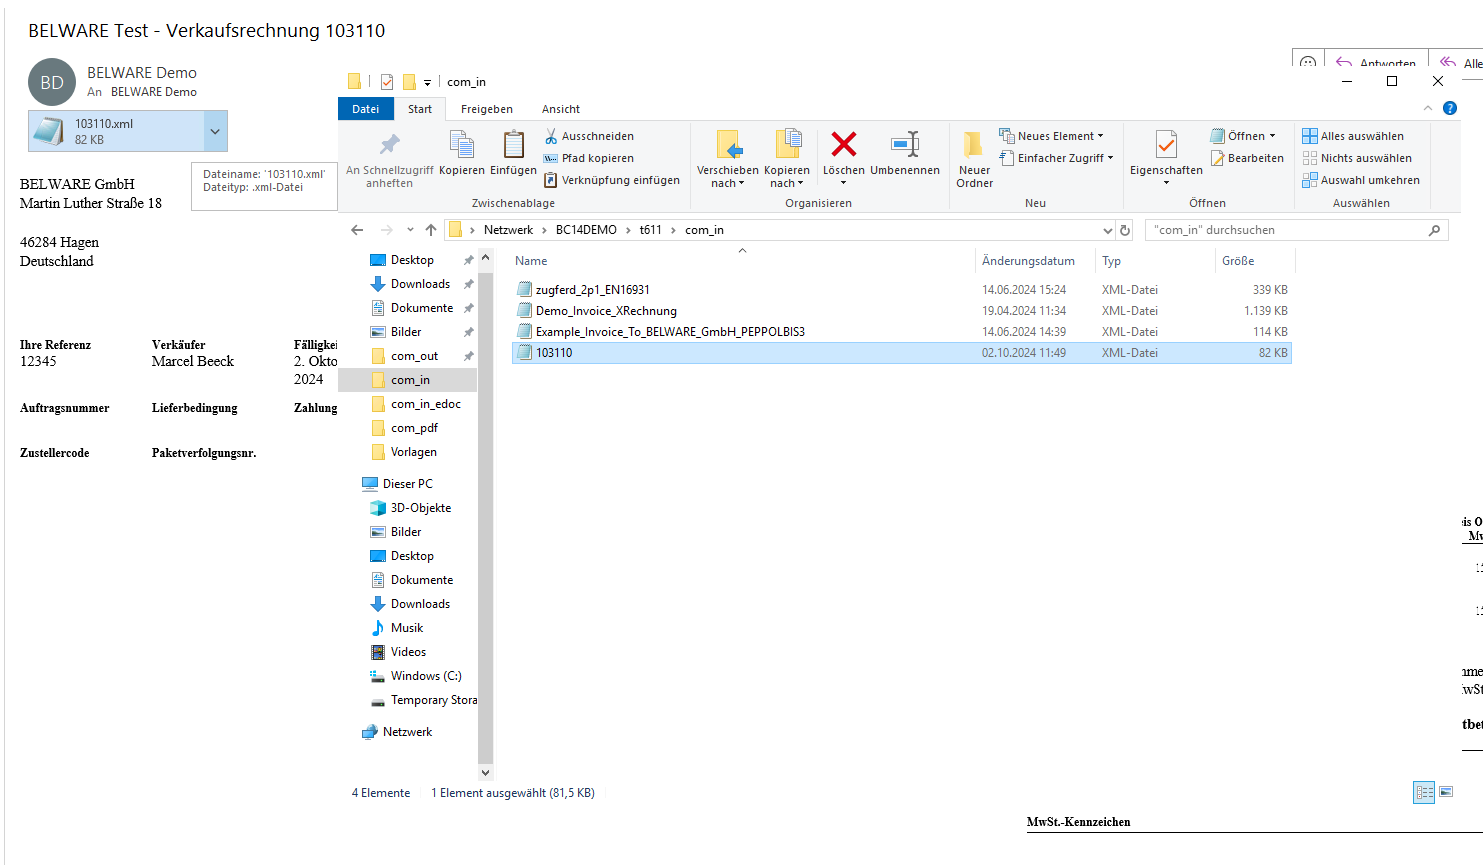 BELWARE Test - Verkaufsrechnung 103110
BD
BELWARE Demo
An BELWARE Demo
103110.xml
82 KB
Dateiname: '103110.xml'
Dateityp: .xml-Datei
BELWARE GmbH
Martin Luther Straße 18
46284 Hagen
Deutschland
Ihre Referenz
12345
Verkäufer
Marcel Beeck
2. Okto
2024
Auftragsnummer
Lieferbedingung
Zahlung
Zustellercode
Paketverfolgungsnr.
Antworten
Alle
com_in
Datei
Start
Freigeben
Ansicht
An Schnellzugriff
anheften
Kopieren
Einfügen
Ausschneiden
Pfad kopieren
Verknüpfung einfügen
Zwischenablage
Verschieben
nach
Kopieren
nach
Löschen
Umbenennen
Organisieren
Neuer
Ordner
Neues Element
Einfacher Zugriff
Neu
Eigenschaften
Öffnen
Bearbeiten
Öffnen
Alles auswählen
Nichts auswählen
Auswahl umkehren
Auswählen
Netzwerk > BC14DEMO > t611 > com_in
"com_in" durchsuchen
Desktop
Downloads
Dokumente
Bilder
com_out
com_in
com_in_edoc
com_pdf
Vorlagen
Dieser PC
3D-Objekte
Bilder
Desktop
Dokumente
Downloads
Musik
Videos
Windows (C:)
Temporary Stora
Netzwerk
Name Änderungsdatum Typ Größe
zugferd_2p1_EN16931 14.06.2024 15:24 XML-Datei 339 KB
Demo_Invoice_XRechnung 19.04.2024 11:34 XML-Datei 1.139 KB
Example_Invoice_To_BELWARE_GmbH_PEPPOLBIS3 14.06.2024 14:39 XML-Datei 114 KB
103110 02.10.2024 11:49 XML-Datei 82 KB
4 Elemente 1 Element ausgewählt (81,5 KB)
MwSt.-Kennzeichen